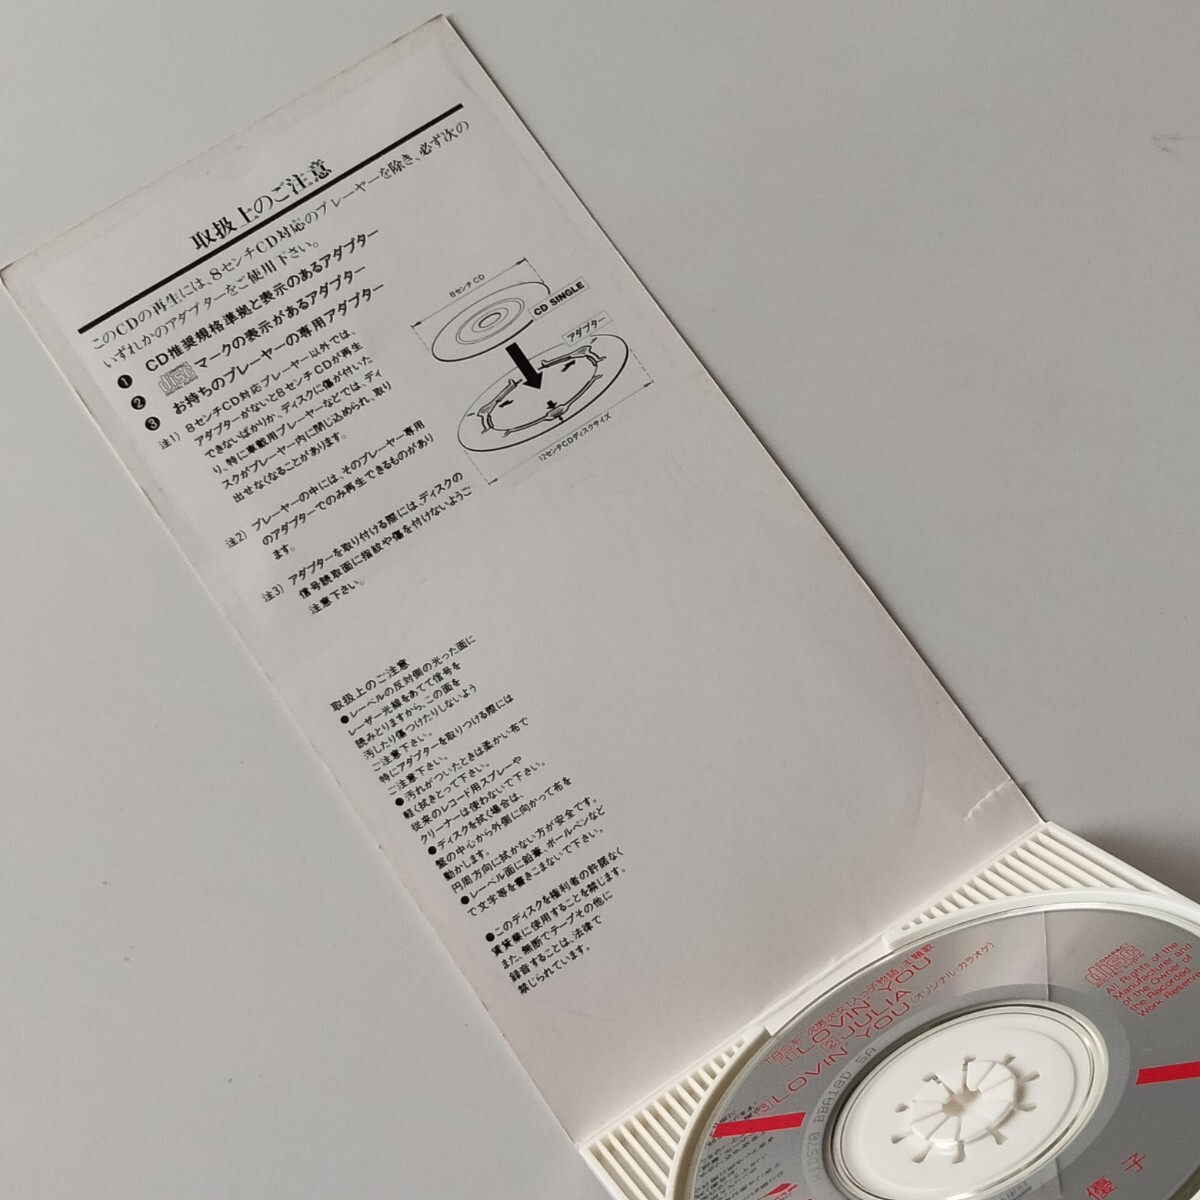 取扱上のご注意
このCDの再生には、8センチCD対応のプレーヤーを除き、必ず次の
いずれかのアダプターをご使用下さい。
❶ CD推奨規格準拠と表示のあるアダプター
❷ マークの表示があるアダプター
❸ お持ちのプレーヤーの専用アダプター
注1) 8センチCD対応プレーヤー以外では、
アダプターがないと8センチCDが再生
できないばかりか、ディスクに傷が付いた
り、特に車載用プレーヤーなどでは、ディ
スクがプレーヤー内に閉じ込められ、取り
出せなくなることがあります。
注2) プレーヤーの中には、そのプレーヤー専用
のアダプターでのみ再生できるものがあり
ます。
注3) アダプターを取り付ける際には、ディスクの
信号読取面に指紋や傷を付けないようご
注意下さい。
8センチCD
CD SINGLE
アダプター
12センチCDディスクサイズ
取扱上のご注意
●レーベルの反対側の光った面に
レーザー光線をあてて信号を
読みとりますから、この面を
汚したり傷つけたりしないよう
ご注意下さい。
特にアダプターを取りつける際には
ご注意下さい。
●汚れがついたときは柔かい布で
軽く拭きとって下さい。
従来のレコード用スプレーや
クリーナーは使わないで下さい。
●ディスクを拭く場合は、
盤の中心から外側に向かって布を
動かします。
円周方向に拭かない方が安全です。
●レーベル面に鉛筆、ボールペンなど
で文字等を書きこまないで下さい。
●このディスクを権利者の許諾なく
賃貸業に使用することを禁じます。
また、無断でテープその他に
録音することは、法律で
禁じられています。
(1)LOVIN' YOU
(2)JULIA
(3)LOVIN' YOU(オリジナル・カラオケ)
COMPACT
disc
All Rights of the
Manufacturer and
of the Owner of
the Recorded
Work Reserve
優子